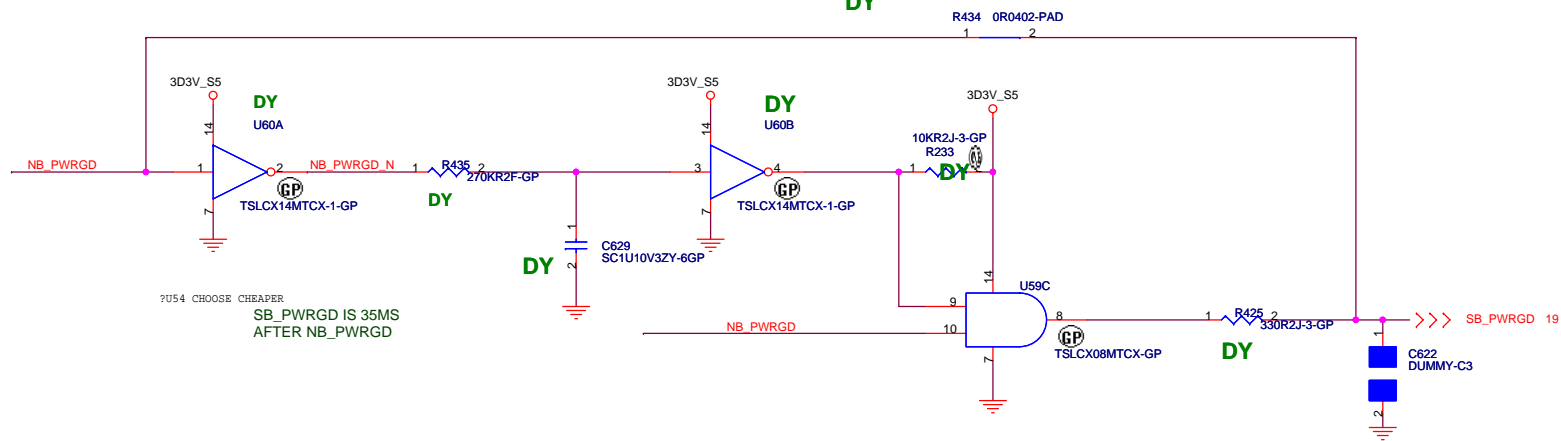 DY
R434 0R0402-PAD
1 2
3D3V_S5
DY
U60A
14
NB_PWRGD
1
2
NB_PWRGD_N
GP
7
TSLCX14MTCX-1-GP
1
R435
2
270KR2F-GP
DY
3D3V_S5
DY
U60B
14
3
4
GP
7
TSLCX14MTCX-1-GP
3D3V_S5
10KR2J-3-GP
R233
1
DY
1
C629
SC1U10V3ZY-6GP
DY
2
?U54 CHOOSE CHEAPER
SB_PWRGD IS 35MS
AFTER NB_PWRGD
14
U59C
9
NB_PWRGD
10
8
GP
TSLCX08MTCX-GP
7
1
R425
2
330R2J-3-GP
DY
SB_PWRGD 19
1
C622
DUMMY-C3
2